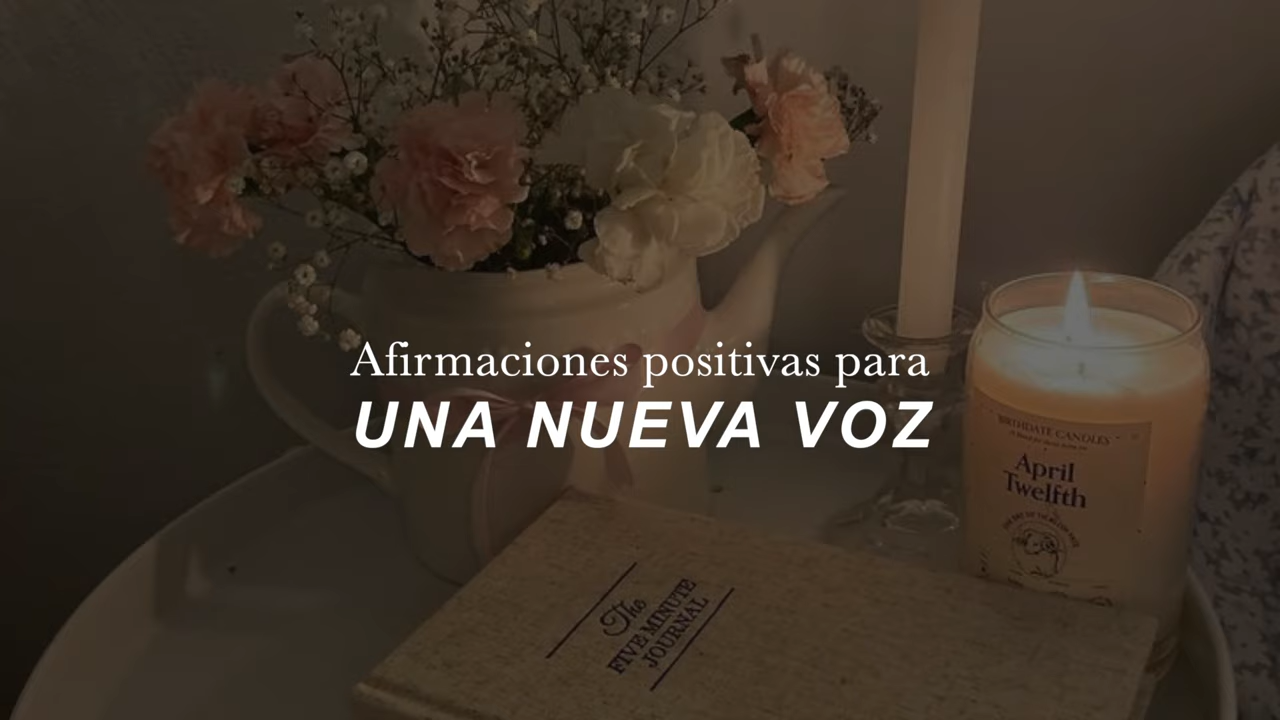 Afirmaciones positivas para
UNA NUEVA VOZ
BIRTHDATE CANDLES
April
Twelfth
The
FIVE MINUTE
JOURNAL